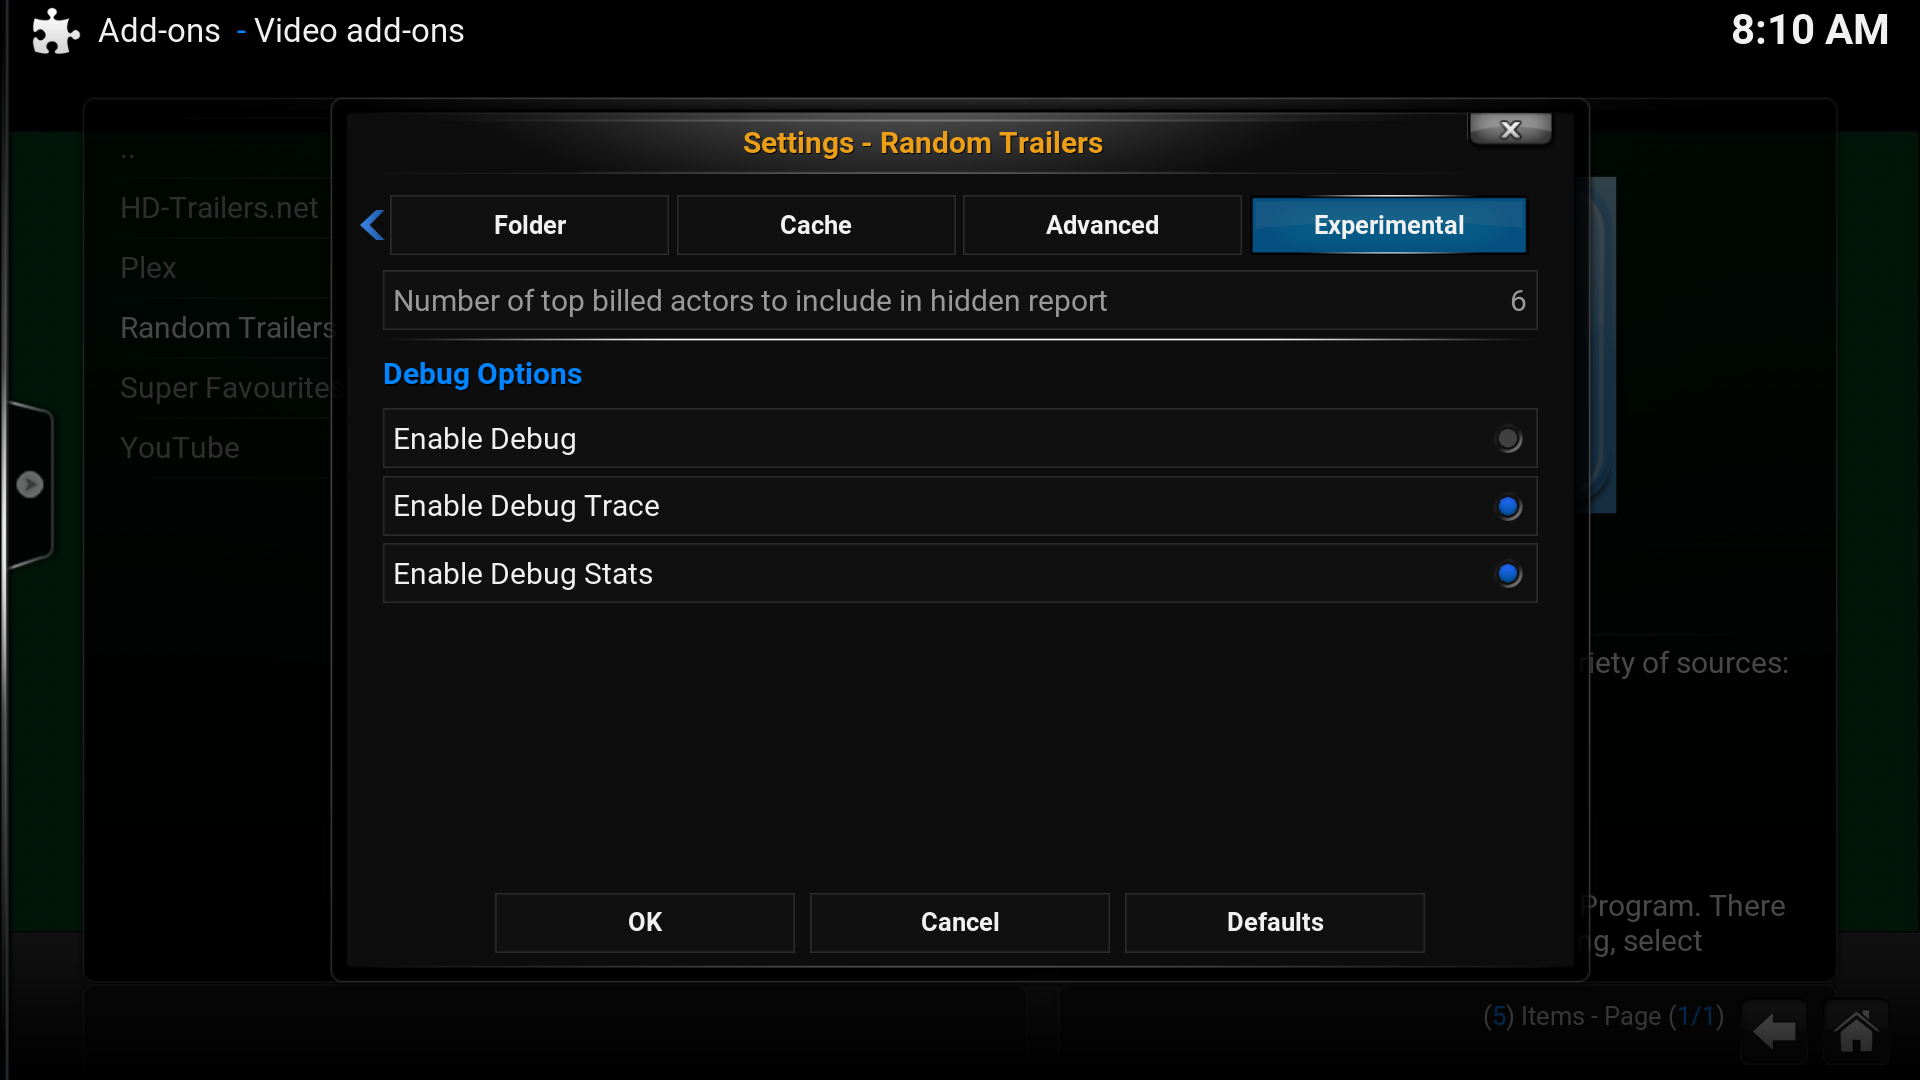 Add-ons - Video add-ons
8:10 AM
Settings - Random Trailers
X
..
HD-Trailers.net
Plex
Random Trailers
Super Favourites
YouTube
Folder
Cache
Advanced
Experimental
Number of top billed actors to include in hidden report
6
Debug Options
Enable Debug
Enable Debug Trace
Enable Debug Stats
riety of sources:
Program. There
ng, select
OK
Cancel
Defaults
(5) Items - Page (1/1)